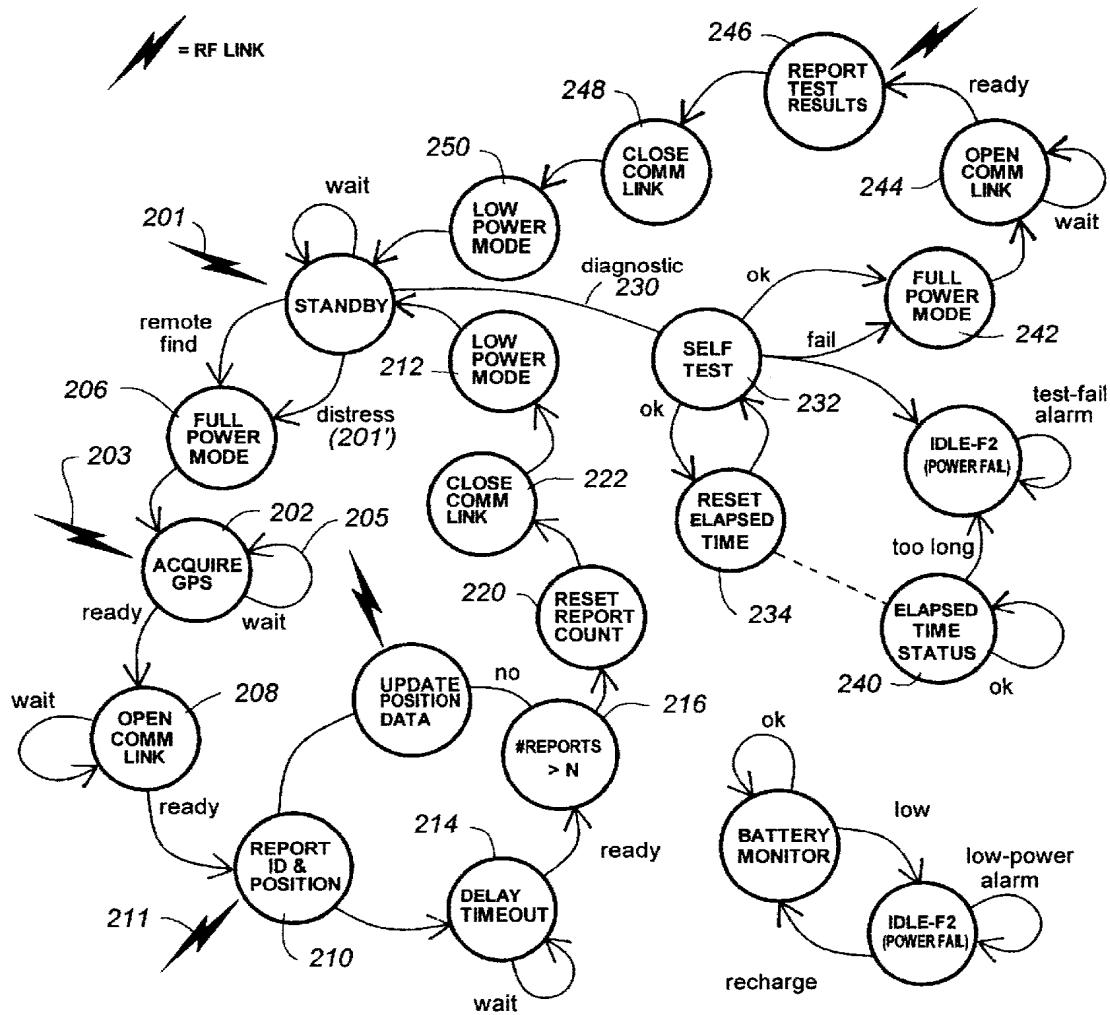 = RF LINK
246
REPORT
TEST
RESULTS
ready
248
CLOSE
COMM
LINK
OPEN
COMM
LINK
244
wait
250
LOW
POWER
MODE
wait
201
STANDBY
diagnostic
230
ok
FULL
POWER
MODE
242
fail
remote
find
212
LOW
POWER
MODE
SELF
TEST
232
ok
206
FULL
POWER
MODE
distress
(201')
test-fail
alarm
IDLE-F2
(POWER FAIL)
203
202
205
CLOSE
COMM
LINK
222
RESET
ELAPSED
TIME
234
too long
ACQUIRE
GPS
ready
wait
220
RESET
REPORT
COUNT
ELAPSED
TIME
STATUS
240
ok
wait
208
OPEN
COMM
LINK
UPDATE
POSITION
DATA
no
216
#REPORTS
> N
ok
ready
214
ready
BATTERY
MONITOR
low
low-power
alarm
REPORT
ID &
POSITION
DELAY
TIMEOUT
211
210
wait
IDLE-F2
(POWER FAIL)
recharge